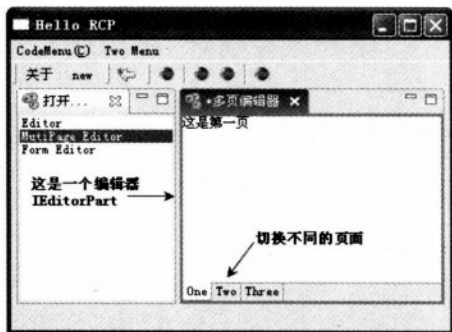 Hello RCP
CodeMenu(C) Two Menu
关于 new
打开...
*多页编辑器
Editor
MutiPage Editor
Form Editor
这是第一页
这是一个编辑器
IEditorPart
切换不同的页面
One Two Three